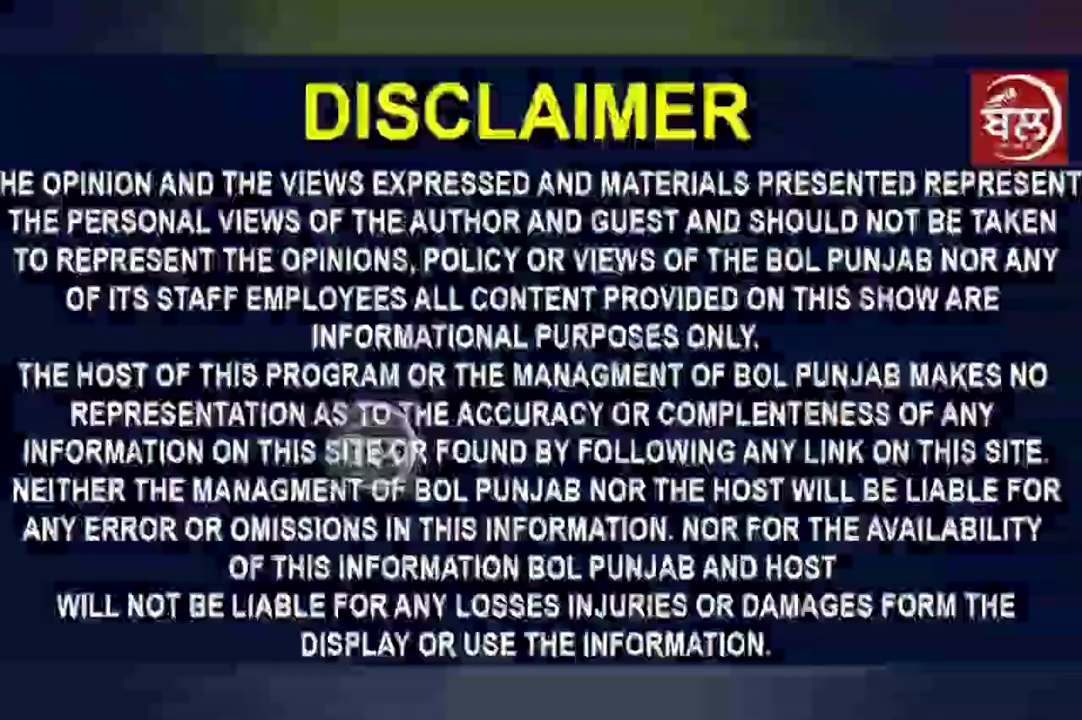 DISCLAIMER
ਬੋਲ
HE OPINION AND THE VIEWS EXPRESSED AND MATERIALS PRESENTED REPRESENT
THE PERSONAL VIEWS OF THE AUTHOR AND GUEST AND SHOULD NOT BE TAKEN
TO REPRESENT THE OPINIONS, POLICY OR VIEWS OF THE BOL PUNJAB NOR ANY
OF ITS STAFF EMPLOYEES ALL CONTENT PROVIDED ON THIS SHOW ARE
INFORMATIONAL PURPOSES ONLY.
THE HOST OF THIS PROGRAM OR THE MANAGMENT OF BOL PUNJAB MAKES NO
REPRESENTATION AS TO THE ACCURACY OR COMPLENTENESS OF ANY
INFORMATION ON THIS SITE OR FOUND BY FOLLOWING ANY LINK ON THIS SITE.
NEITHER THE MANAGMENT OF BOL PUNJAB NOR THE HOST WILL BE LIABLE FOR
ANY ERROR OR OMISSIONS IN THIS INFORMATION. NOR FOR THE AVAILABILITY
OF THIS INFORMATION BOL PUNJAB AND HOST
WILL NOT BE LIABLE FOR ANY LOSSES INJURIES OR DAMAGES FORM THE
DISPLAY OR USE THE INFORMATION.